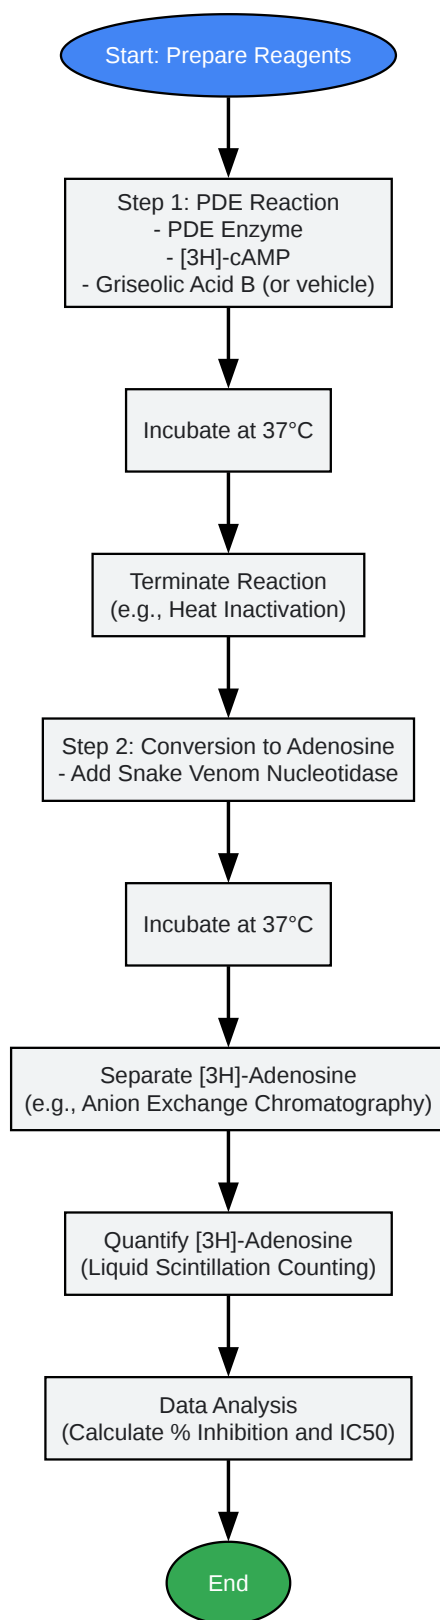 Start: Prepare Reagents
Step 1: PDE Reaction
- PDE Enzyme
- [3H]-cAMP
- Griseolic Acid B (or vehicle)
Incubate at 37°C
Terminate Reaction
(e.g., Heat Inactivation)
Step 2: Conversion to Adenosine
- Add Snake Venom Nucleotidase
Incubate at 37°C
Separate [3H]-Adenosine
(e.g., Anion Exchange Chromatography)
Quantify [3H]-Adenosine
(Liquid Scintillation Counting)
Data Analysis
(Calculate % Inhibition and IC50)
End